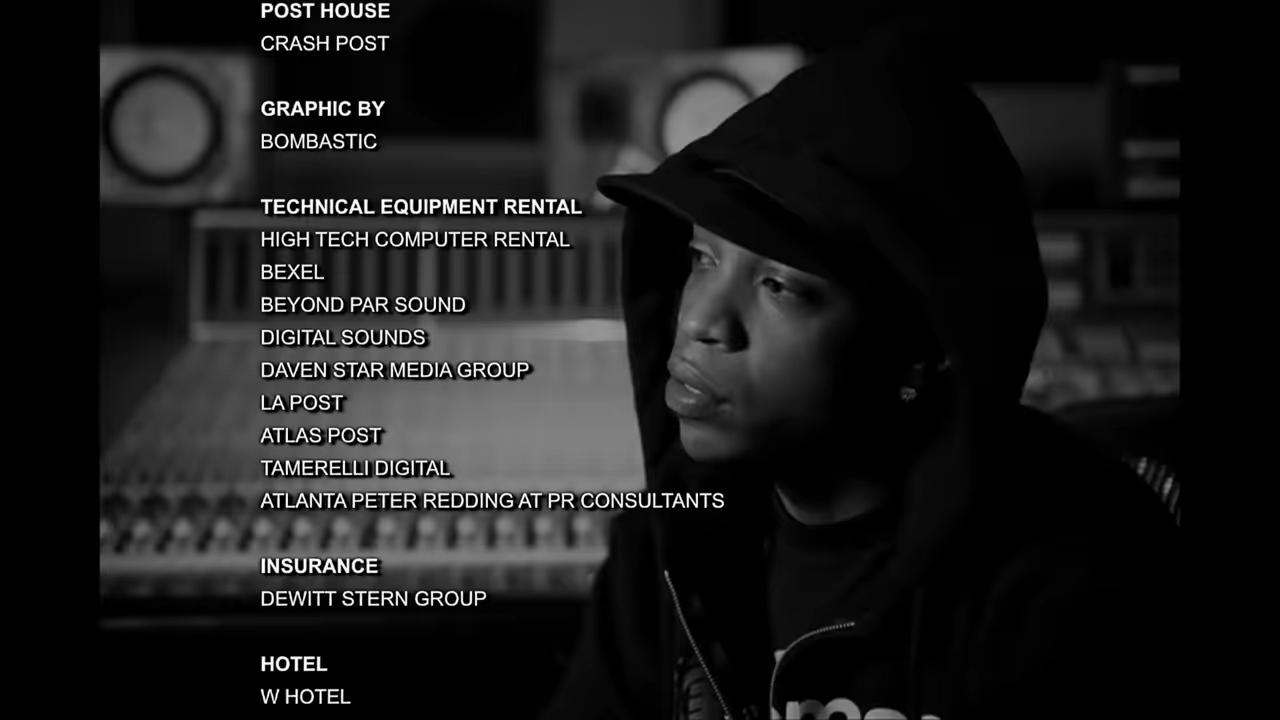 POST HOUSE
CRASH POST
GRAPHIC BY
BOMBASTIC
TECHNICAL EQUIPMENT RENTAL
HIGH TECH COMPUTER RENTAL
BEXEL
BEYOND PAR SOUND
DIGITAL SOUNDS
DAVEN STAR MEDIA GROUP
LA POST
ATLAS POST
TAMERELLI DIGITAL
ATLANTA PETER REDDING AT PR CONSULTANTS
INSURANCE
DEWITT STERN GROUP
HOTEL
W HOTEL